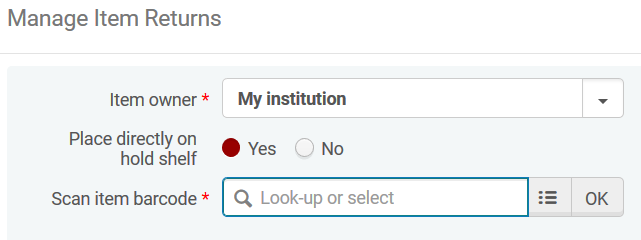 Manage Item Returns
Item owner * My institution
Place directly on
hold shelf Yes No
Scan item barcode * Look-up or select OK